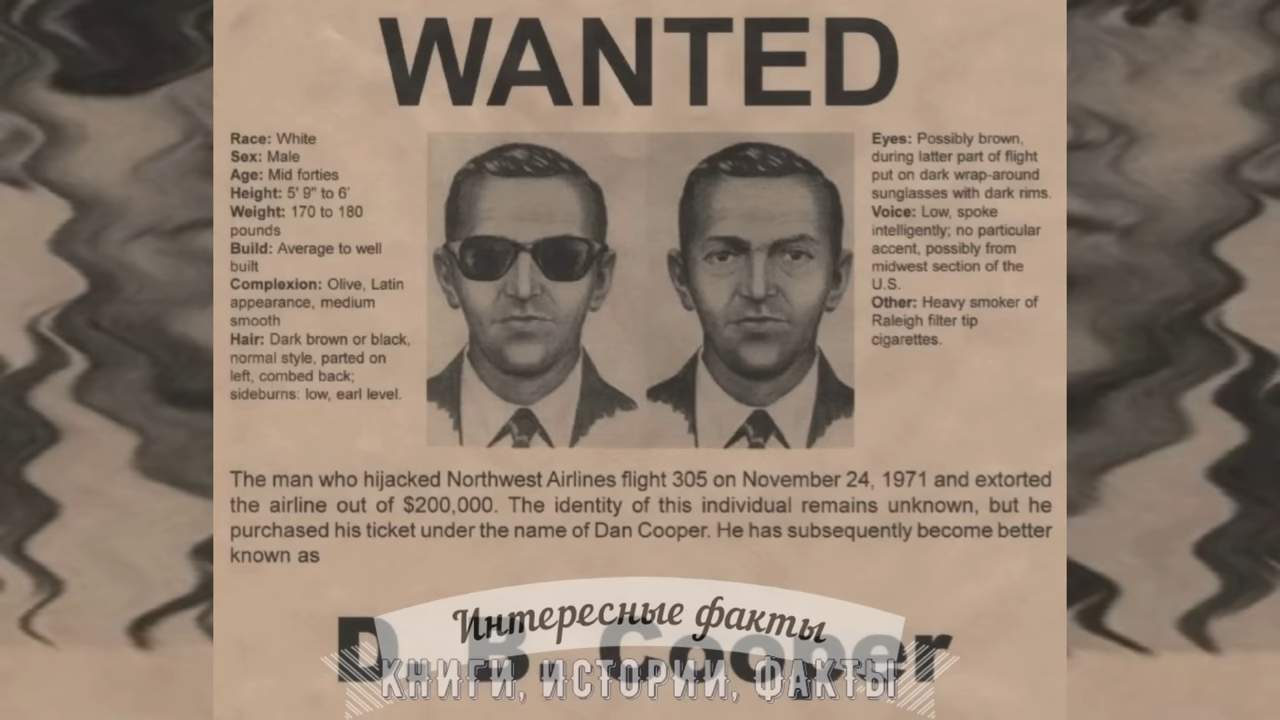 WANTED
Race: White
Sex: Male
Age: Mid forties
Height: 5' 9" to 6'
Weight: 170 to 180
pounds
Build: Average to well
built
Complexion: Olive, Latin
appearance, medium
smooth
Hair: Dark brown or black,
normal style, parted on
left, combed back;
sideburns: low, earl level.
Eyes: Possibly brown,
during latter part of flight
put on dark wrap-around
sunglasses with dark rims.
Voice: Low, spoke
intelligently; no particular
accent, possibly from
midwest section of the
U.S.
Other: Heavy smoker of
Raleigh filter tip
cigarettes.
The man who hijacked Northwest Airlines flight 305 on November 24, 1971 and extorted
the airline out of $200,000. The identity of this individual remains unknown, but he
purchased his ticket under the name of Dan Cooper. He has subsequently become better
known as
D. B. Cooper
Интересные факты
КНИГИ, ИСТОРИИ, ФАКТЫ